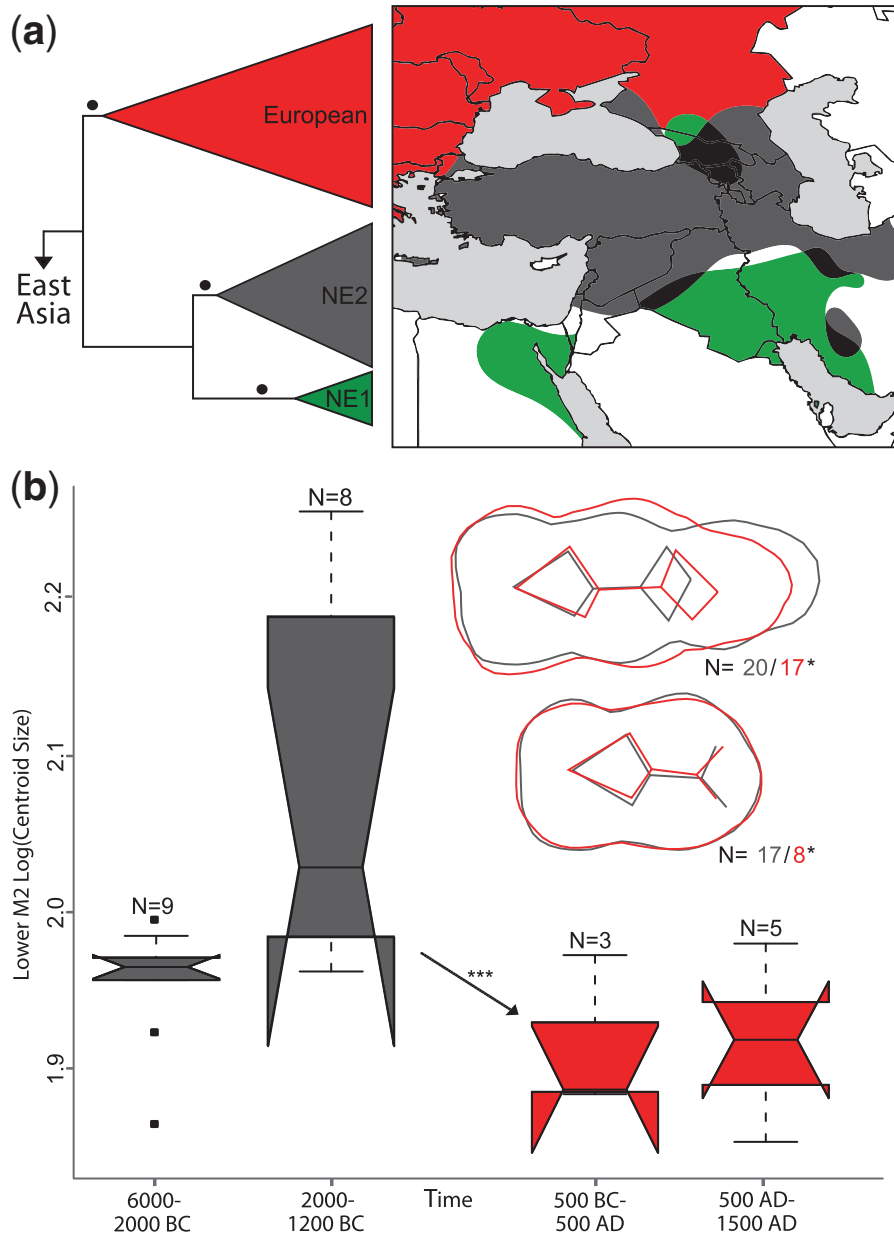 (a)
European
NE2
NE1
East
Asia
(b)
Lower M2 Log(Centroid Size)
2.2
2.1
2.0
1.9
N=9
N=8
N= 20/17*
N= 17/8*
***
N=3
N=5
6000-
2000 BC
2000-
1200 BC
Time
500 BC-
500 AD
500 AD-
1500 AD